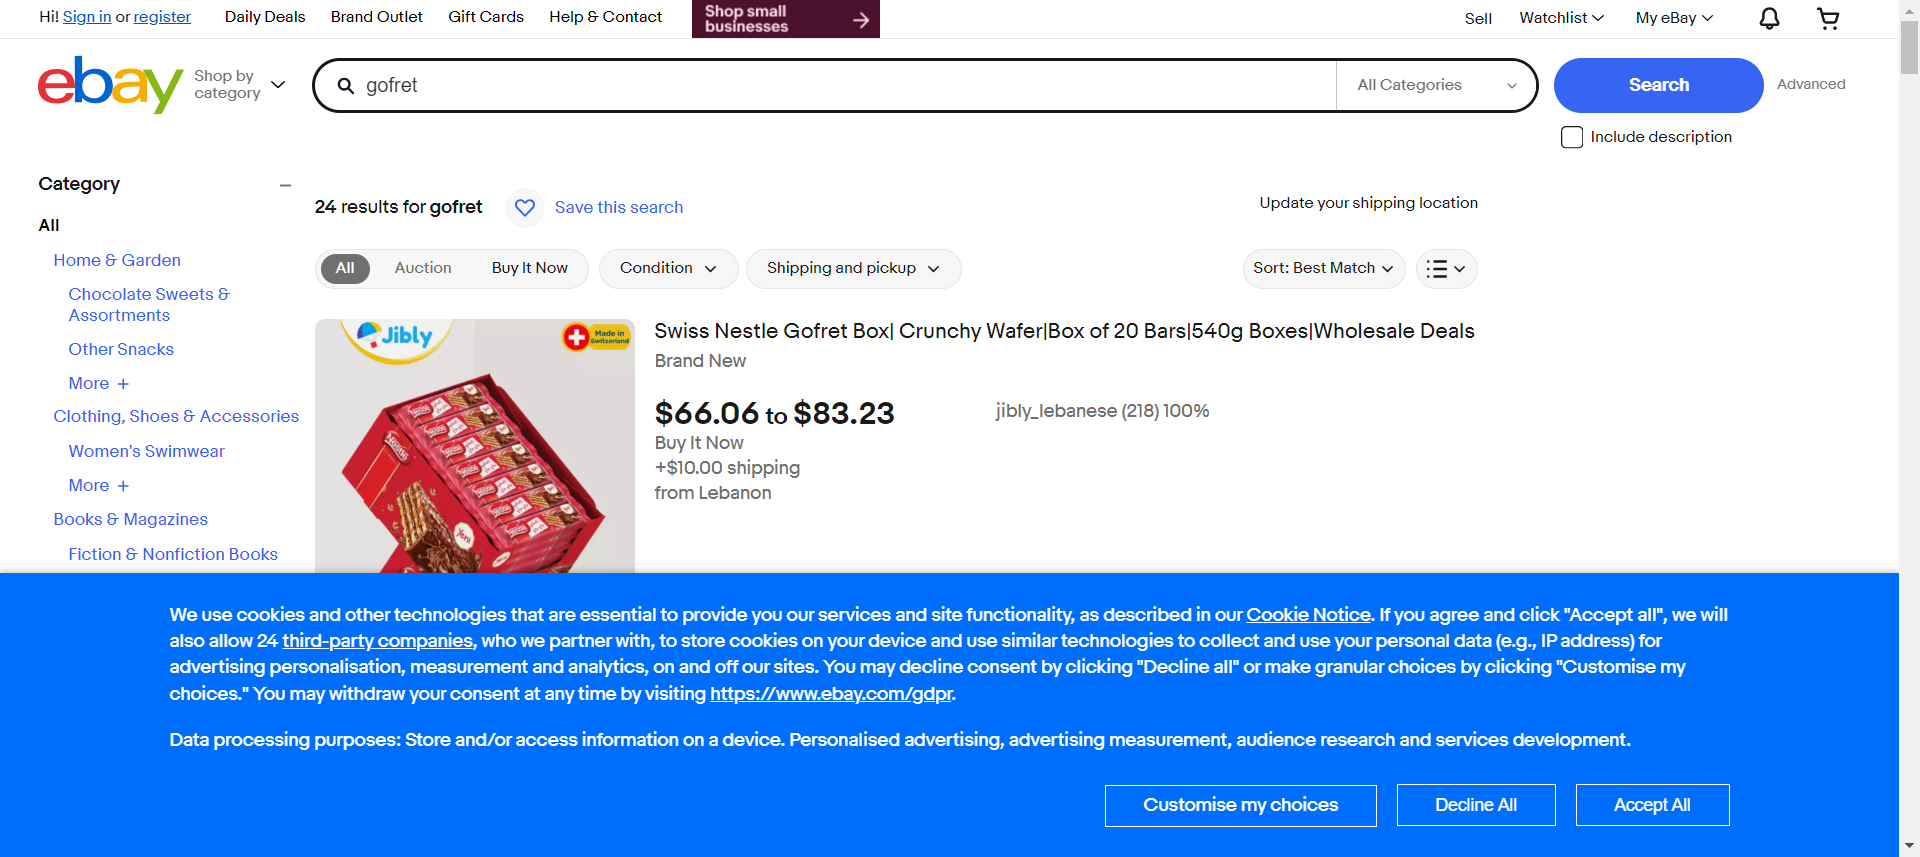 Hi! Sign in or register
Daily Deals
Brand Outlet
Gift Cards
Help & Contact
Shop small
businesses
Sell
Watchlist
My eBay
ebay
Shop by
category
gofret
All Categories
Search
Advanced
Include description
Category
All
Home & Garden
Chocolate Sweets &
Assortments
Other Snacks
More +
Clothing, Shoes & Accessories
Women's Swimwear
More +
Books & Magazines
Fiction & Nonfiction Books
24 results for gofret
Save this search
Update your shipping location
All
Auction
Buy It Now
Condition
Shipping and pickup
Sort: Best Match
Jibly
Made in
Switzerland
Nestle
Yeni
Swiss Nestle Gofret Box| Crunchy Wafer|Box of 20 Bars|540g Boxes|Wholesale Deals
Brand New
$66.06 to $83.23
jibly_lebanese (218) 100%
Buy It Now
+$10.00 shipping
from Lebanon
We use cookies and other technologies that are essential to provide you our services and site functionality, as described in our Cookie Notice. If you agree and click "Accept all", we will
also allow 24 third-party companies, who we partner with, to store cookies on your device and use similar technologies to collect and use your personal data (e.g., IP address) for
advertising personalisation, measurement and analytics, on and off our sites. You may decline consent by clicking "Decline all" or make granular choices by clicking "Customise my
choices." You may withdraw your consent at any time by visiting https://www.ebay.com/gdpr.
Data processing purposes: Store and/or access information on a device. Personalised advertising, advertising measurement, audience research and services development.
Customise my choices
Decline All
Accept All